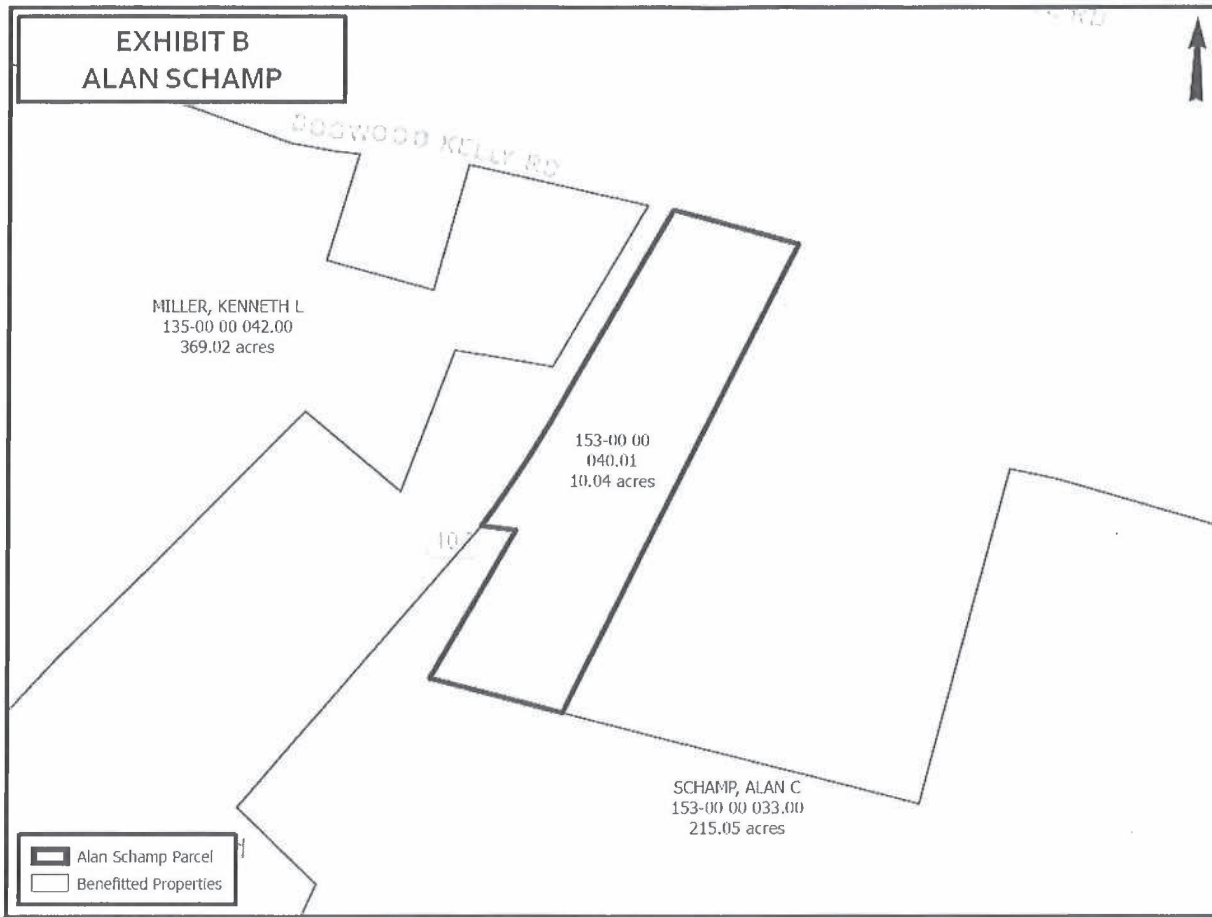 EXHIBIT B
ALAN SCHAMP
DOGWOOD KELLY RD
MILLER, KENNETH L
135-00 00 042.00
369.02 acres
153-00 00
040.01
10.04 acres
SCHAMP, ALAN C
153-00 00 033.00
215.05 acres
Alan Schamp Parcel
Benefitted Properties